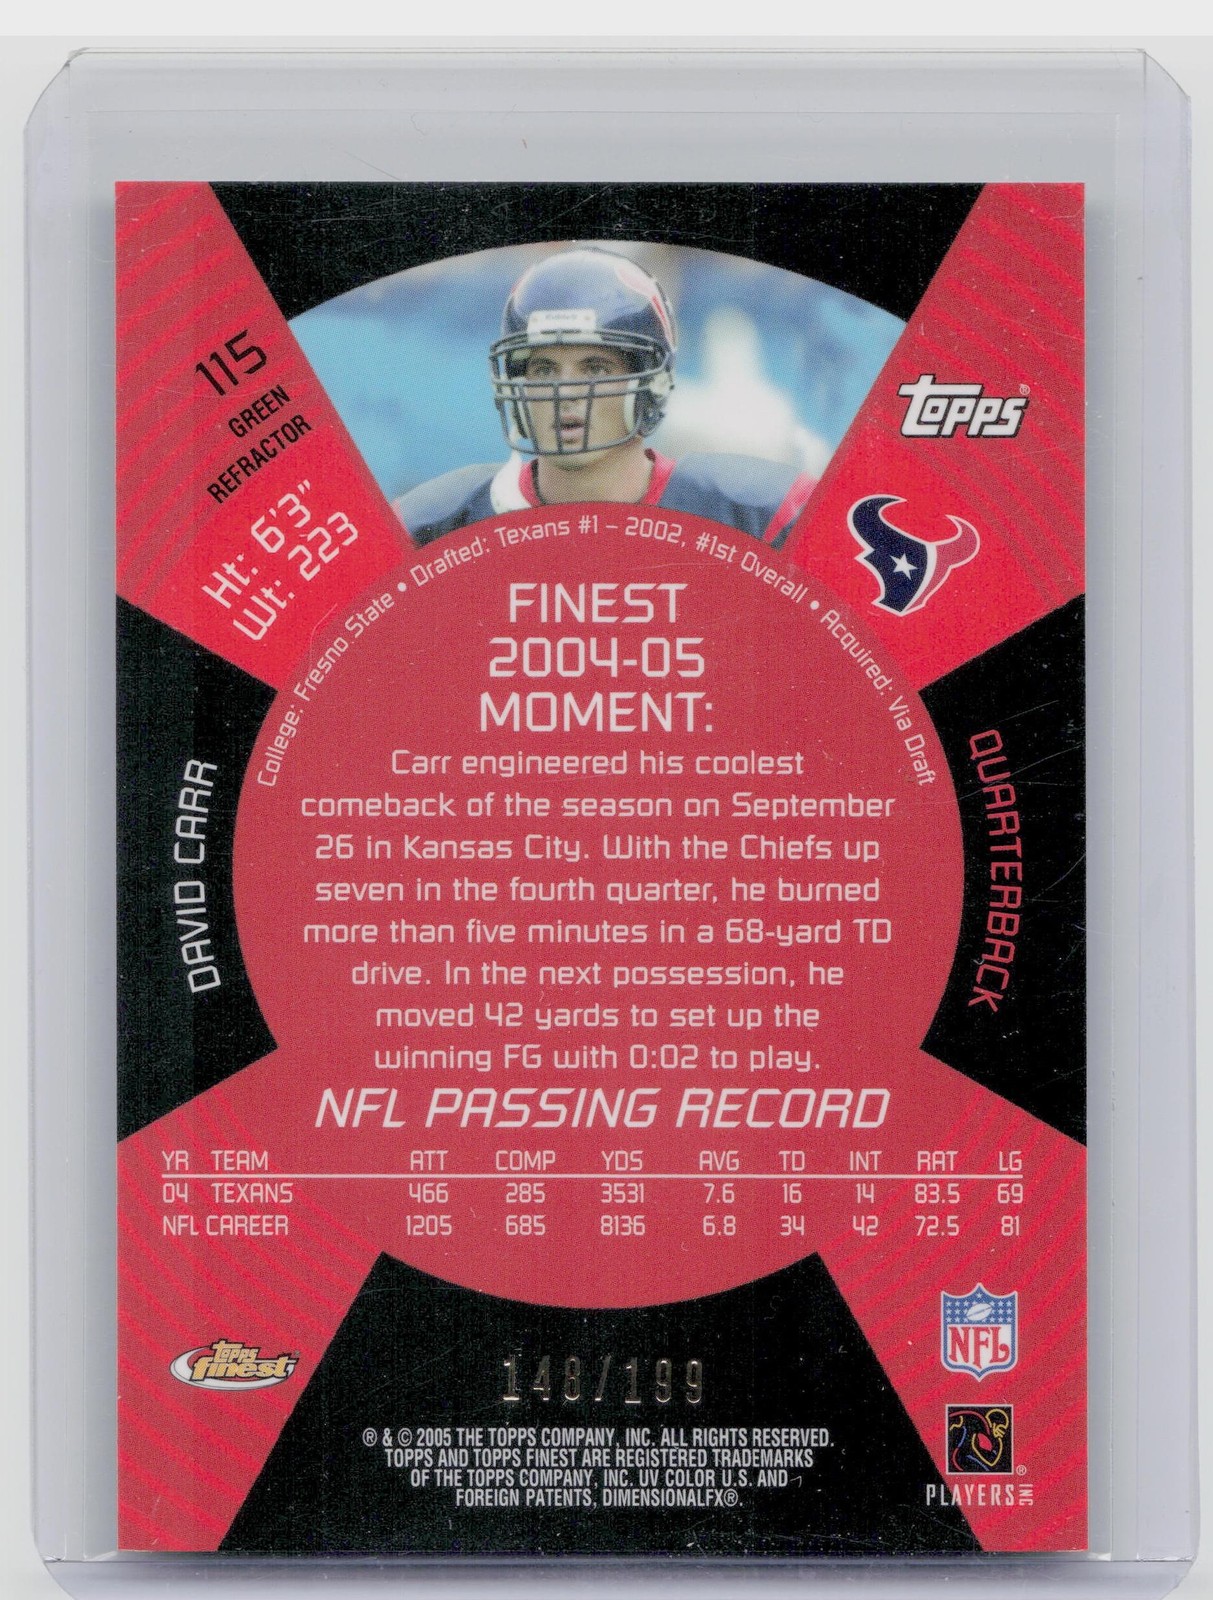 Riddell
115
GREEN
REFRACTOR
Ht: 6'3"
Wt: 223
TOPPS®
College: Fresno State • Drafted: Texans #1 – 2002, #1st Overall • Acquired: Via Draft
FINEST
2004-05
MOMENT:
Carr engineered his coolest
comeback of the season on September
26 in Kansas City. With the Chiefs up
seven in the fourth quarter, he burned
more than five minutes in a 68-yard TD
drive. In the next possession, he
moved 42 yards to set up the
winning FG with 0:02 to play.
DAVID CARR
QUARTERBACK
NFL PASSING RECORD
YR TEAM ATT COMP YDS AVG TD INT RAT LG
04 TEXANS 466 285 3531 7.6 16 14 83.5 69
NFL CAREER 1205 685 8136 6.8 34 42 72.5 81
TOPPS
finest
NFL
148/199
® & © 2005 THE TOPPS COMPANY, INC. ALL RIGHTS RESERVED.
TOPPS AND TOPPS FINEST ARE REGISTERED TRADEMARKS
OF THE TOPPS COMPANY, INC. UV COLOR U.S. AND
FOREIGN PATENTS. DIMENSIONALFX®.
PLAYERS INC®